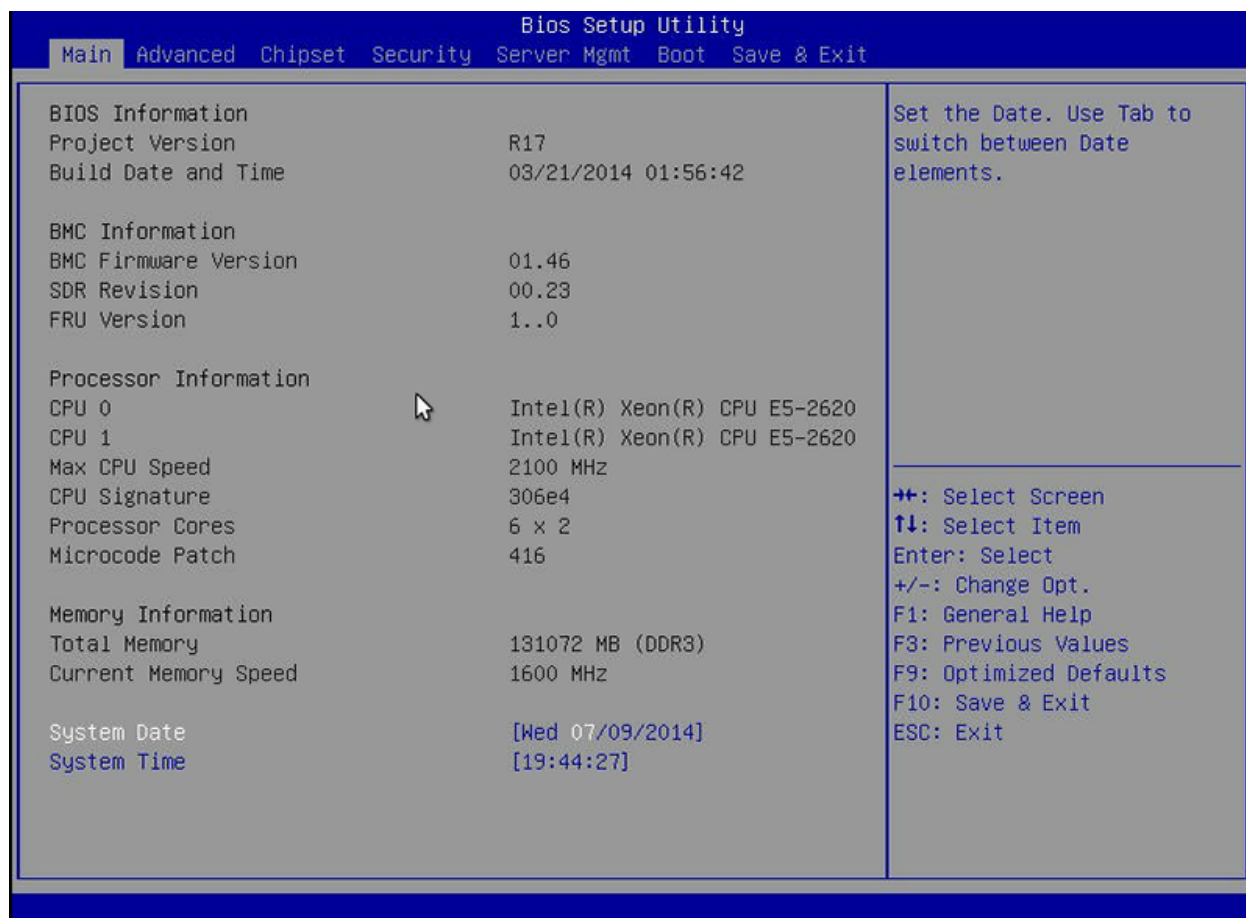 Bios Setup Utility
Main Advanced Chipset Security Server Mgmt Boot Save & Exit
BIOS Information
Project Version R17
Build Date and Time 03/21/2014 01:56:42
BMC Information
BMC Firmware Version 01.46
SDR Revision 00.23
FRU Version 1..0
Processor Information
CPU 0 Intel(R) Xeon(R) CPU E5-2620
CPU 1 Intel(R) Xeon(R) CPU E5-2620
Max CPU Speed 2100 MHz
CPU Signature 306e4
Processor Cores 6 x 2
Microcode Patch 416
Memory Information
Total Memory 131072 MB (DDR3)
Current Memory Speed 1600 MHz
System Date [Wed 07/09/2014]
System Time [19:44:27]
Set the Date. Use Tab to
switch between Date
elements.
→←: Select Screen
↑↓: Select Item
Enter: Select
+/-: Change Opt.
F1: General Help
F3: Previous Values
F9: Optimized Defaults
F10: Save & Exit
ESC: Exit